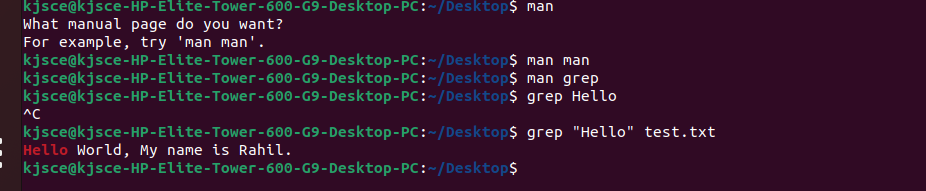 kjsce@kjsce-HP-Elite-Tower-600-G9-Desktop-PC:~/Desktop$ man
What manual page do you want?
For example, try 'man man'.
kjsce@kjsce-HP-Elite-Tower-600-G9-Desktop-PC:~/Desktop$ man man
kjsce@kjsce-HP-Elite-Tower-600-G9-Desktop-PC:~/Desktop$ man grep
kjsce@kjsce-HP-Elite-Tower-600-G9-Desktop-PC:~/Desktop$ grep Hello
^C
kjsce@kjsce-HP-Elite-Tower-600-G9-Desktop-PC:~/Desktop$ grep "Hello" test.txt
Hello World, My name is Rahil.
kjsce@kjsce-HP-Elite-Tower-600-G9-Desktop-PC:~/Desktop$